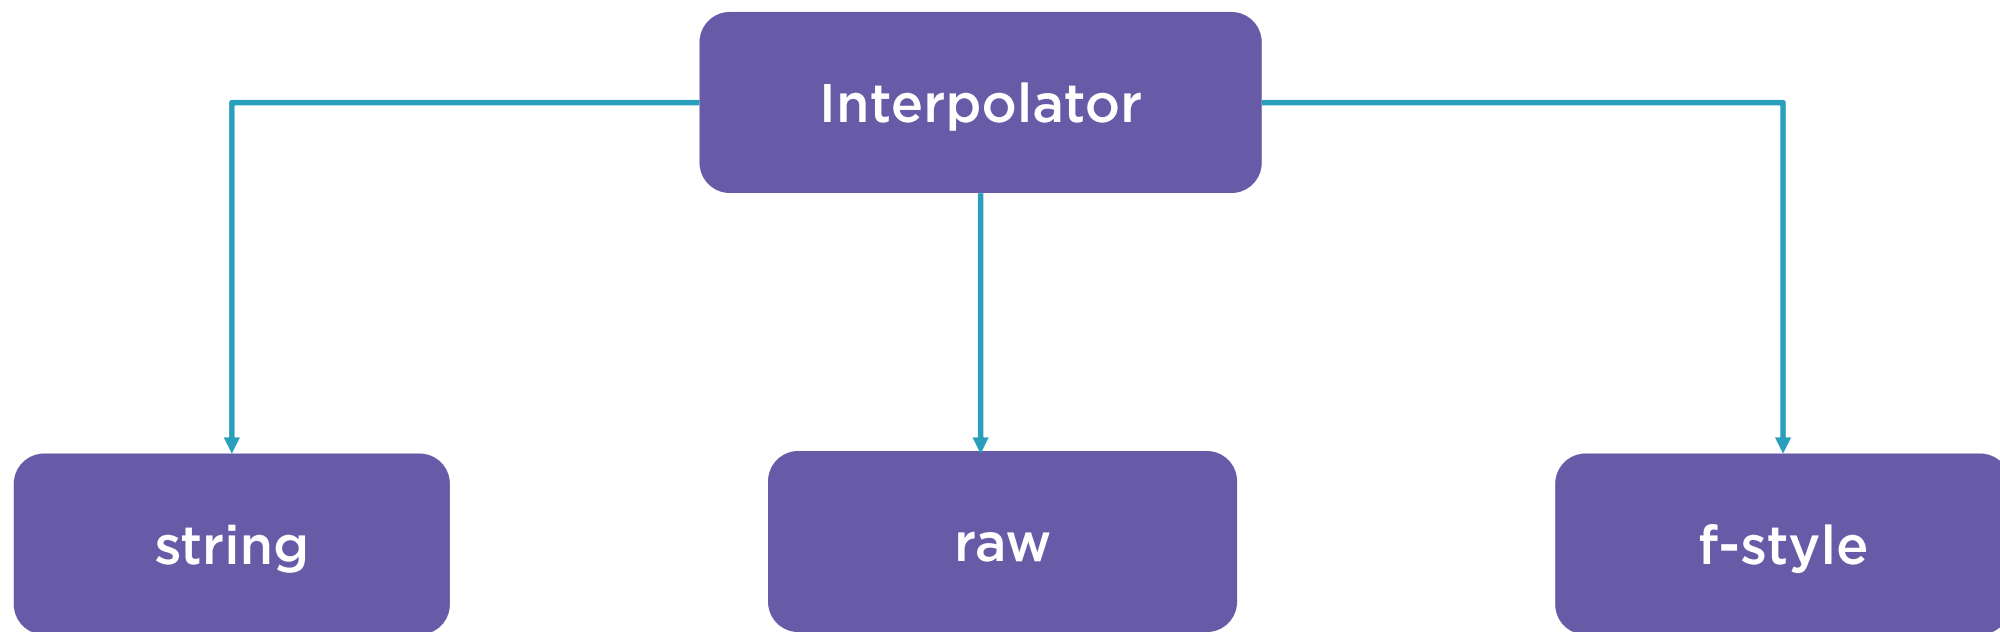 Interpolator
string
raw
f-style